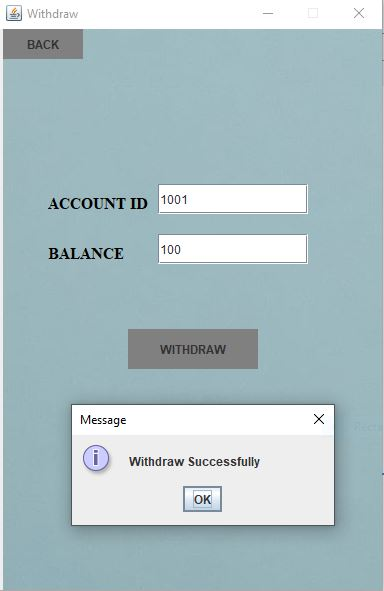 Withdraw
BACK
ACCOUNT ID 1001
BALANCE 100
WITHDRAW
Message
Withdraw Successfully
OK